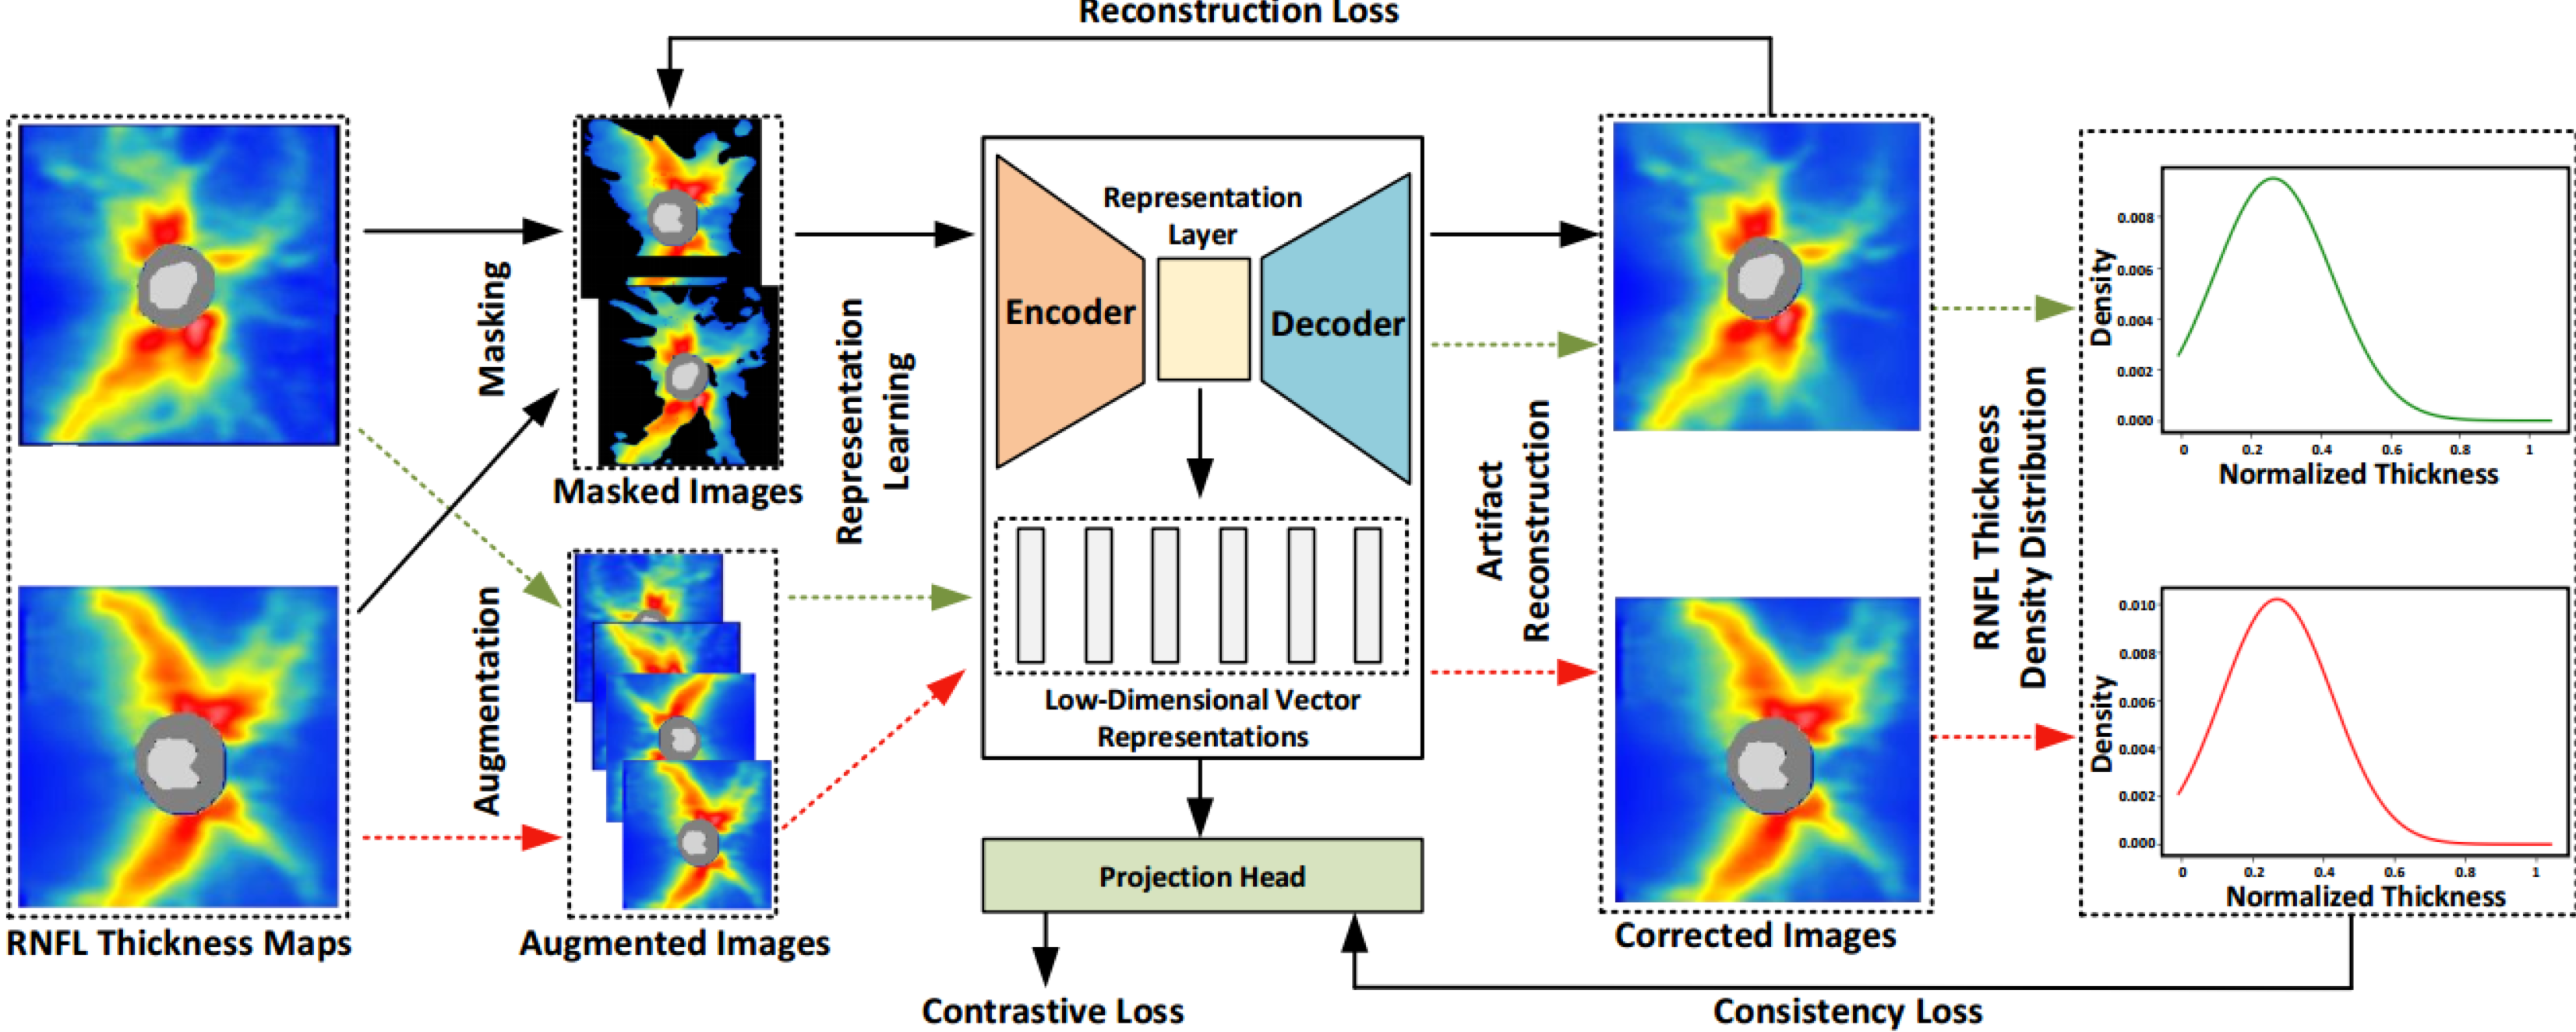 Reconstruction Loss
RNFL Thickness Maps
Masking
Masked Images
Augmentation
Augmented Images
Representation
Learning
Encoder
Representation
Layer
Decoder
Low-Dimensional Vector
Representations
Projection Head
Contrastive Loss
Artifact
Reconstruction
Corrected Images
RNFL Thickness
Density Distribution
Density
0.008
0.006
0.004
0.002
0.000
0 0.2 0.4 0.6 0.8 1
Normalized Thickness
Density
0.010
0.008
0.006
0.004
0.002
0.000
0 0.2 0.4 0.6 0.8 1
Normalized Thickness
Consistency Loss